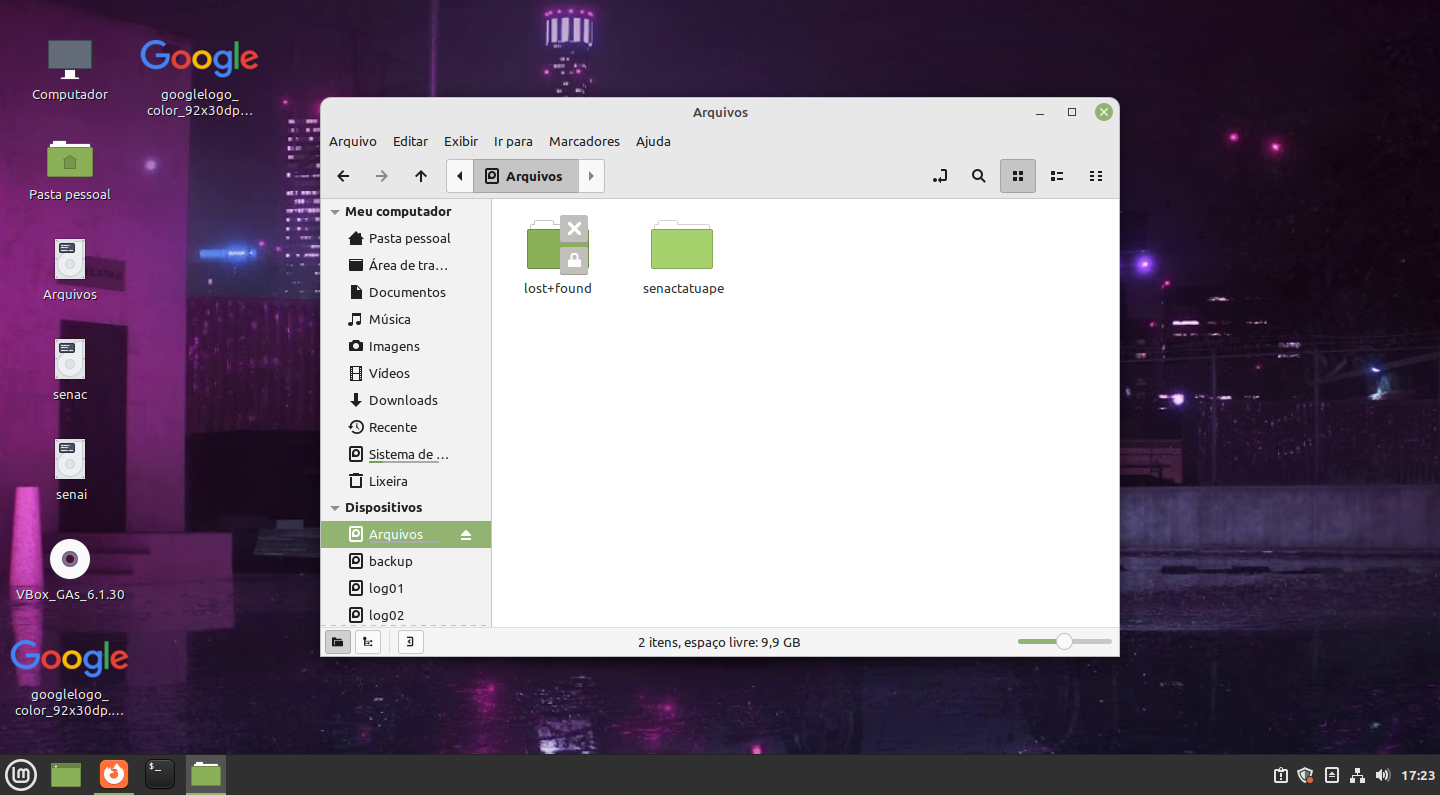 Computador
Google
googlelogo_
color_92x30dp...
Pasta pessoal
Arquivos
senac
senai
VBox_GAs_6.1.30
Google
googlelogo_
color_92x30dp....
Arquivos
Arquivo Editar Exibir Ir para Marcadores Ajuda
Arquivos
Meu computador
Pasta pessoal
Área de tra...
Documentos
Música
Imagens
Vídeos
Downloads
Recente
Sistema de ...
Lixeira
Dispositivos
Arquivos
backup
log01
log02
lost+found
senactatuape
2 itens, espaço livre: 9,9 GB
lm
$_
17:23